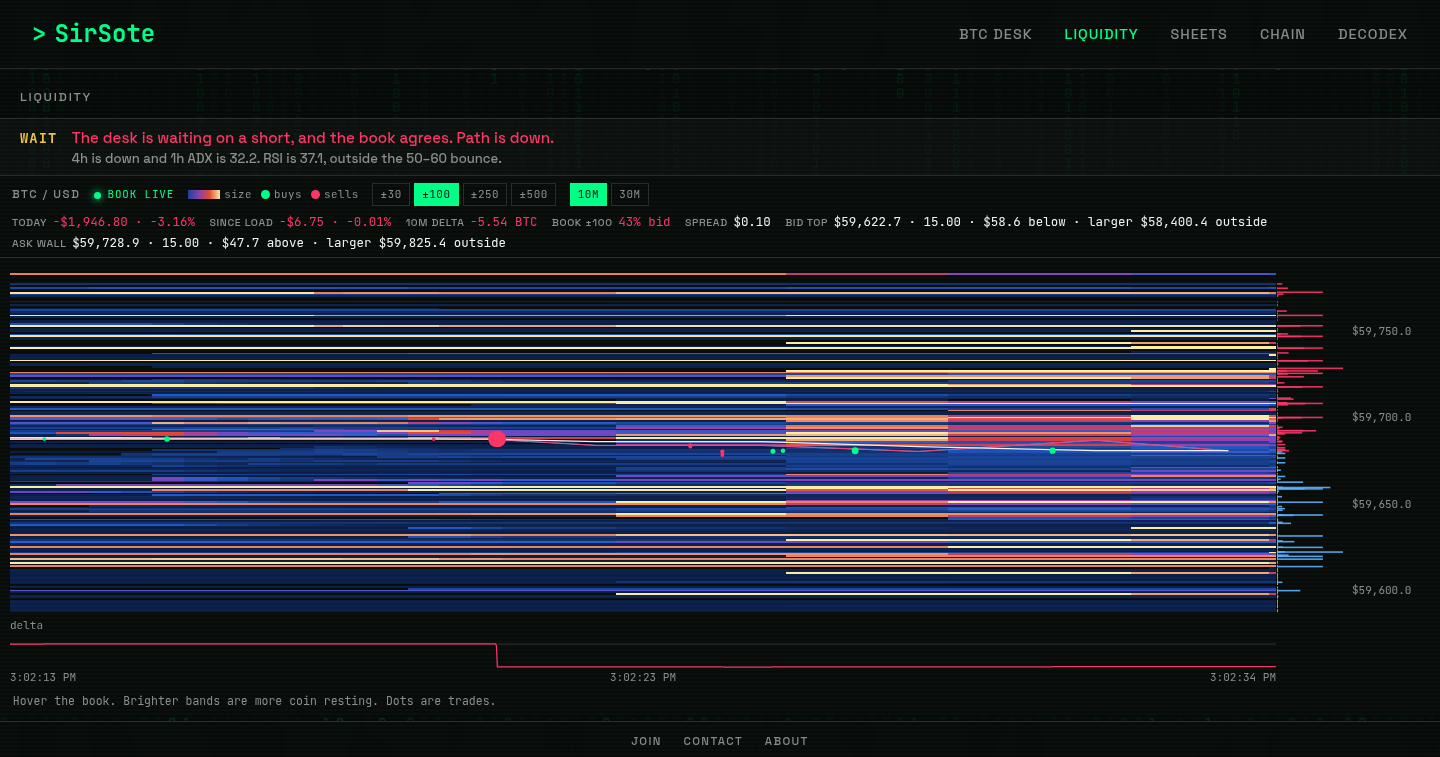 > SirSote
BTC DESK LIQUIDITY SHEETS CHAIN DECODEX
LIQUIDITY
WAIT The desk is waiting on a short, and the book agrees. Path is down.
4h is down and 1h ADX is 32.2. RSI is 37.1, outside the 50–60 bounce.
BTC / USD BOOK LIVE size buys sells ±30 ±100 ±250 ±500 10M 30M
TODAY -$1,946.80 · -3.16% SINCE LOAD -$6.75 · -0.01% 10M DELTA -5.54 BTC BOOK ±100 43% bid SPREAD $0.10 BID TOP $59,622.7 · 15.00 · $58.6 below · larger $58,400.4 outside
ASK WALL $59,728.9 · 15.00 · $47.7 above · larger $59,825.4 outside
$59,750.0
$59,700.0
$59,650.0
$59,600.0
delta
3:02:13 PM 3:02:23 PM 3:02:34 PM
Hover the book. Brighter bands are more coin resting. Dots are trades.
JOIN CONTACT ABOUT